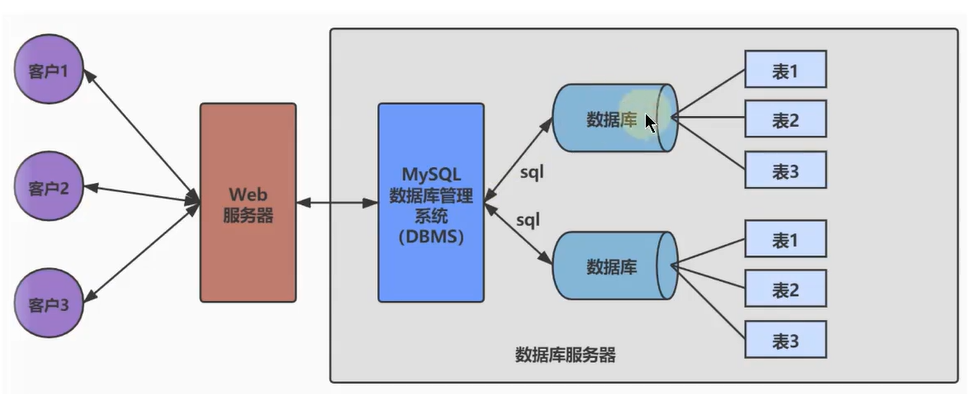 客户1
客户2
客户3
Web
服务器
MySQL
数据库管理
系统
（DBMS）
sql
sql
数据库
表1
表2
表3
数据库
表1
表2
表3
数据库服务器